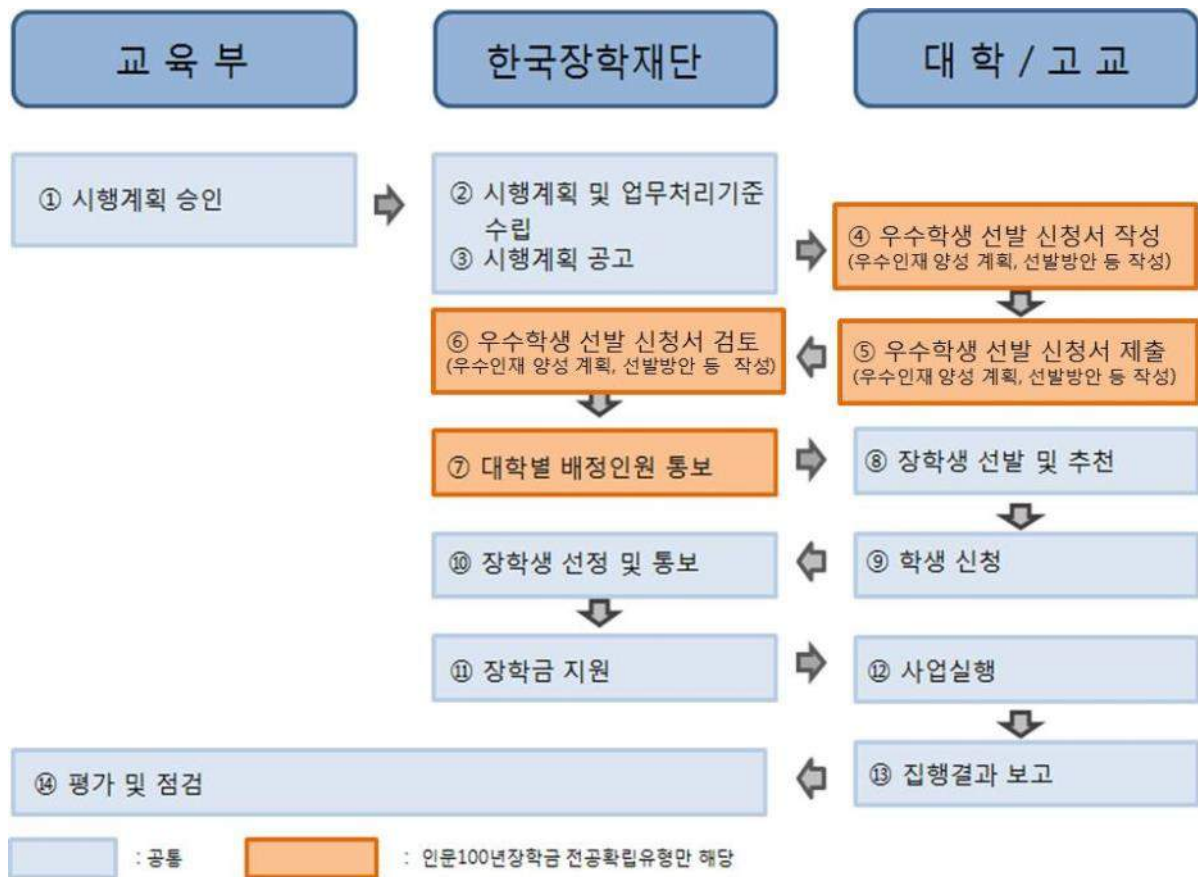 교 육 부
한국장학재단
대 학 / 고 교
① 시행계획 승인
② 시행계획 및 업무처리기준
수립
③ 시행계획 공고
④ 우수학생 선발 신청서 작성
(우수인재 양성 계획, 선발방안 등 작성)
⑥ 우수학생 선발 신청서 검토
(우수인재 양성 계획, 선발방안 등 작성)
⑤ 우수학생 선발 신청서 제출
(우수인재 양성 계획, 선발방안 등 작성)
⑦ 대학별 배정인원 통보
⑧ 장학생 선발 및 추천
⑩ 장학생 선정 및 통보
⑨ 학생 신청
⑪ 장학금 지원
⑫ 사업실행
⑭ 평가 및 점검
⑬ 집행결과 보고
: 공통
: 인문100년장학금 전공확립유형만 해당